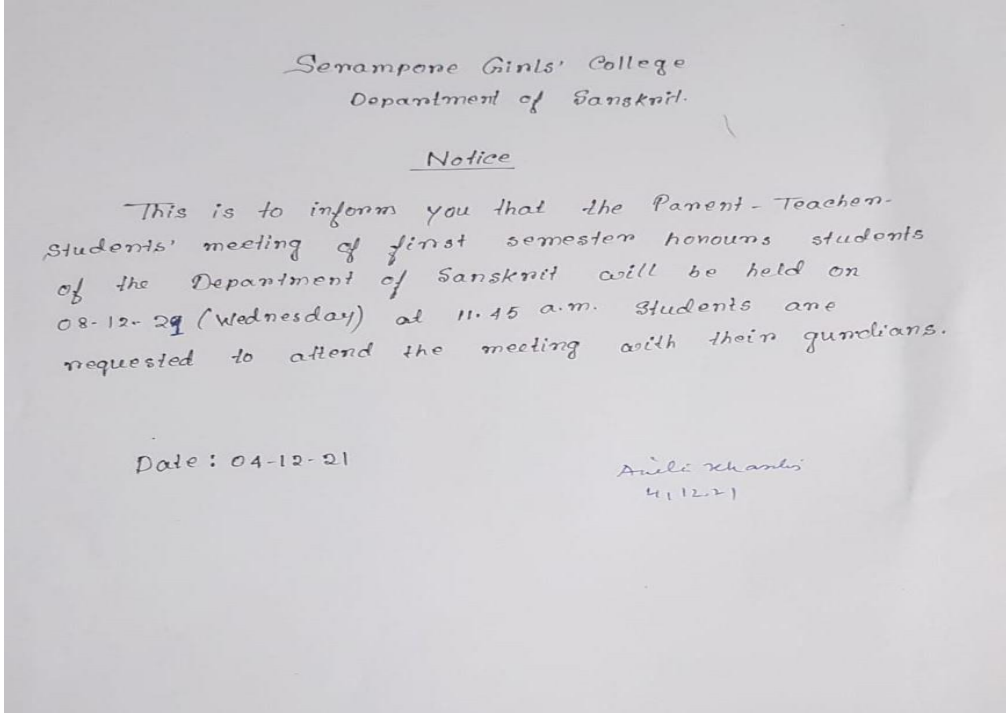 Serampore Girls' College
Department of Sanskrit.
Notice
This is to inform you that the Parent-Teacher-
students' meeting of first semester honours students
of the Department of Sanskrit will be held on
08-12-21 (Wednesday) at 11.45 a.m. Students are
requested to attend the meeting with their gurdians.
Date: 04-12-21
4.12.21